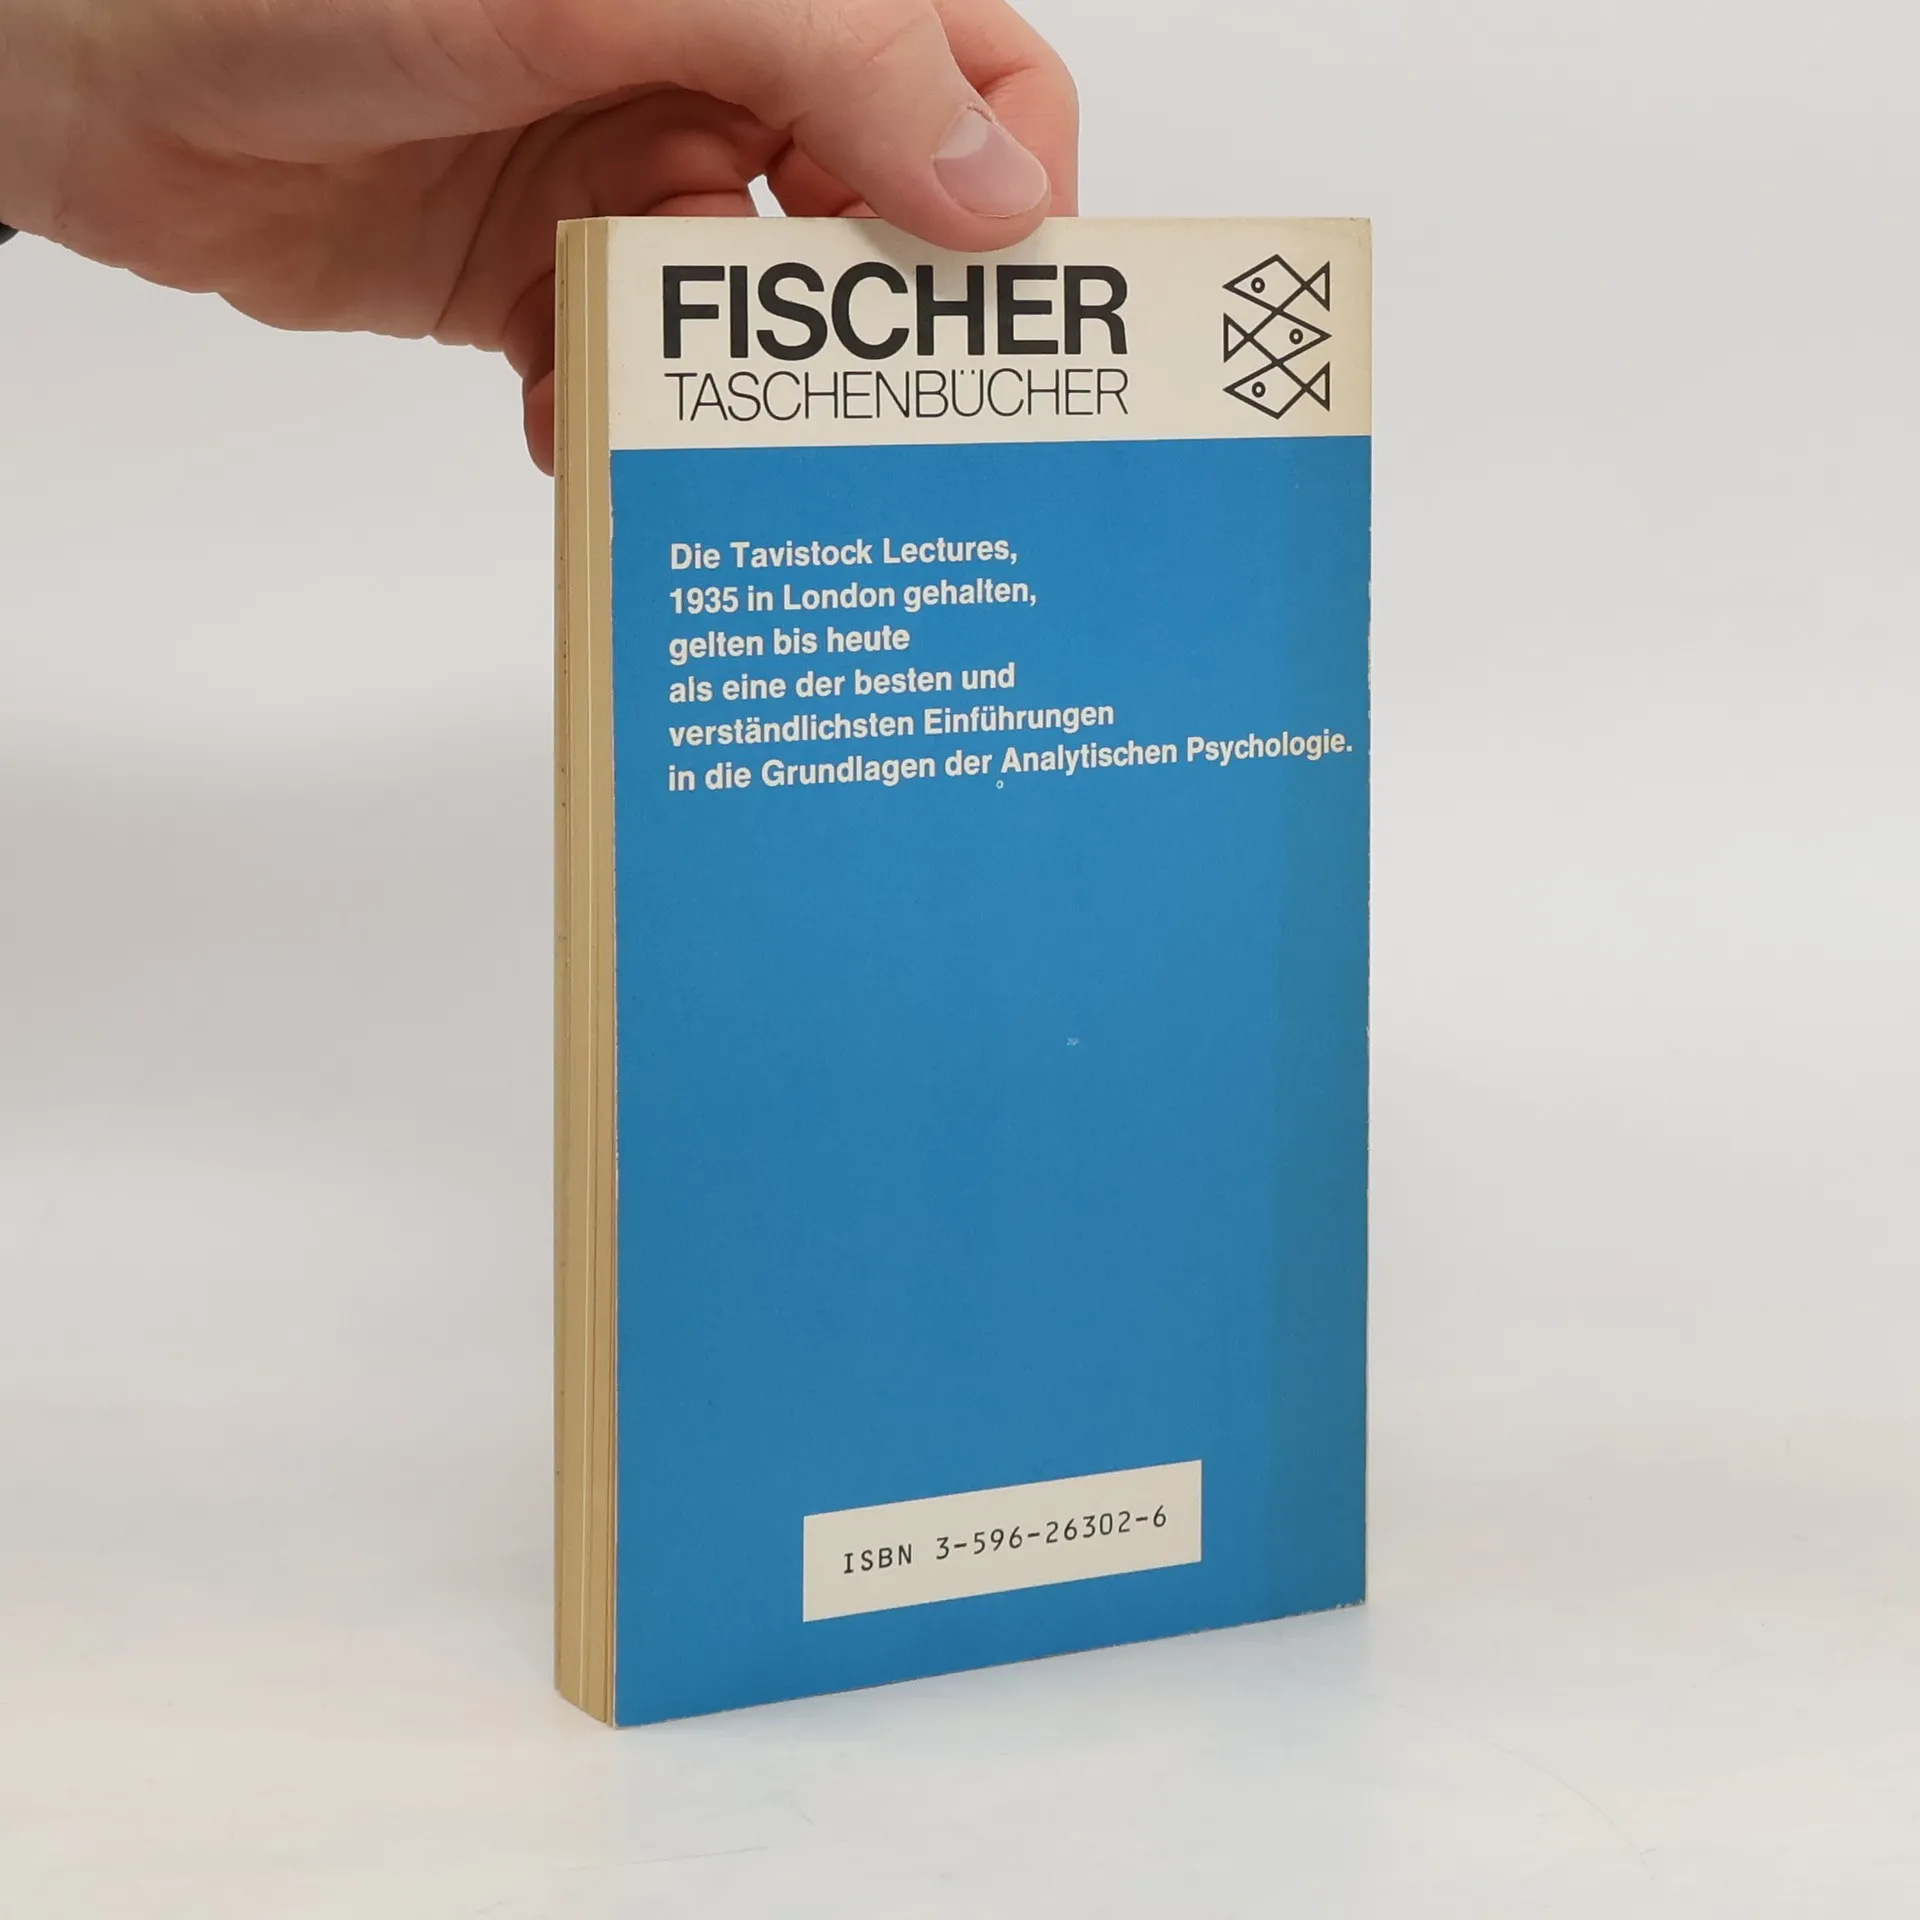 FISCHER
TASCHENBÜCHER
Die Tavistock Lectures,
1935 in London gehalten,
gelten bis heute
als eine der besten und
verständlichsten Einführungen
in die Grundlagen der Analytischen Psychologie.
ISBN 3-596-26302-6